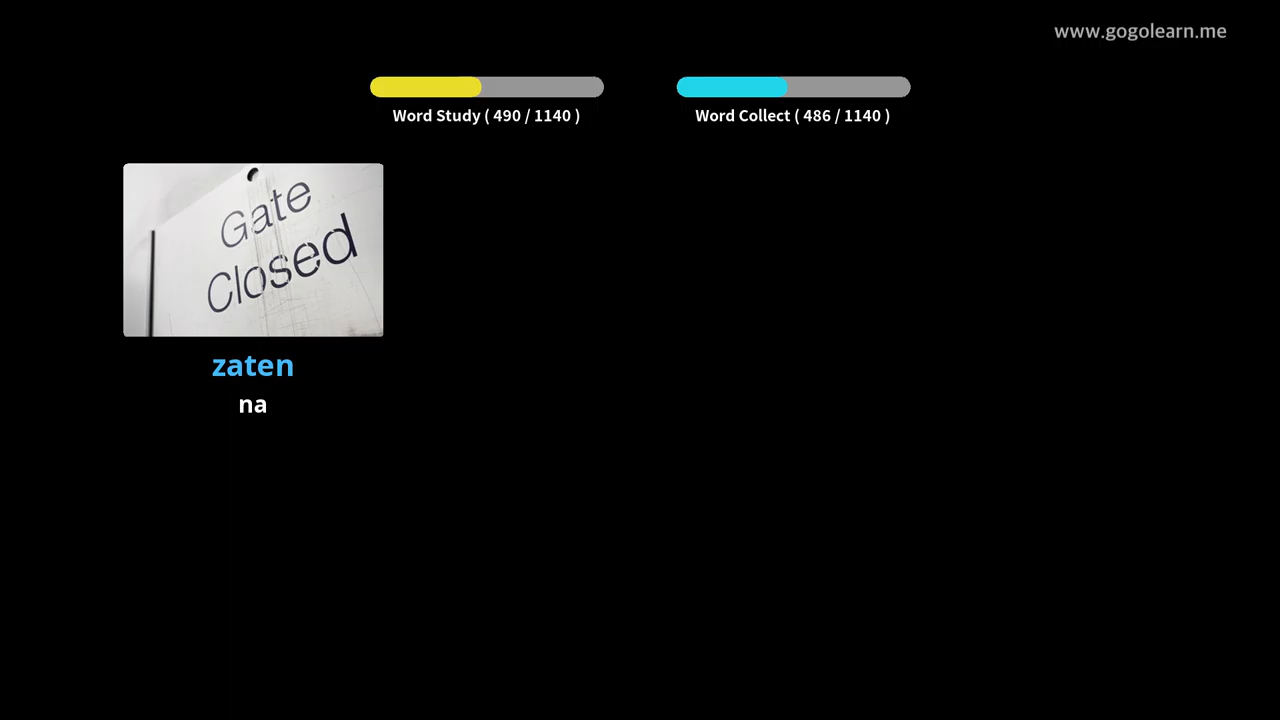 www.gogolearn.me
Word Study ( 490 / 1140 )
Word Collect ( 486 / 1140 )
Gate
Closed
zaten
na